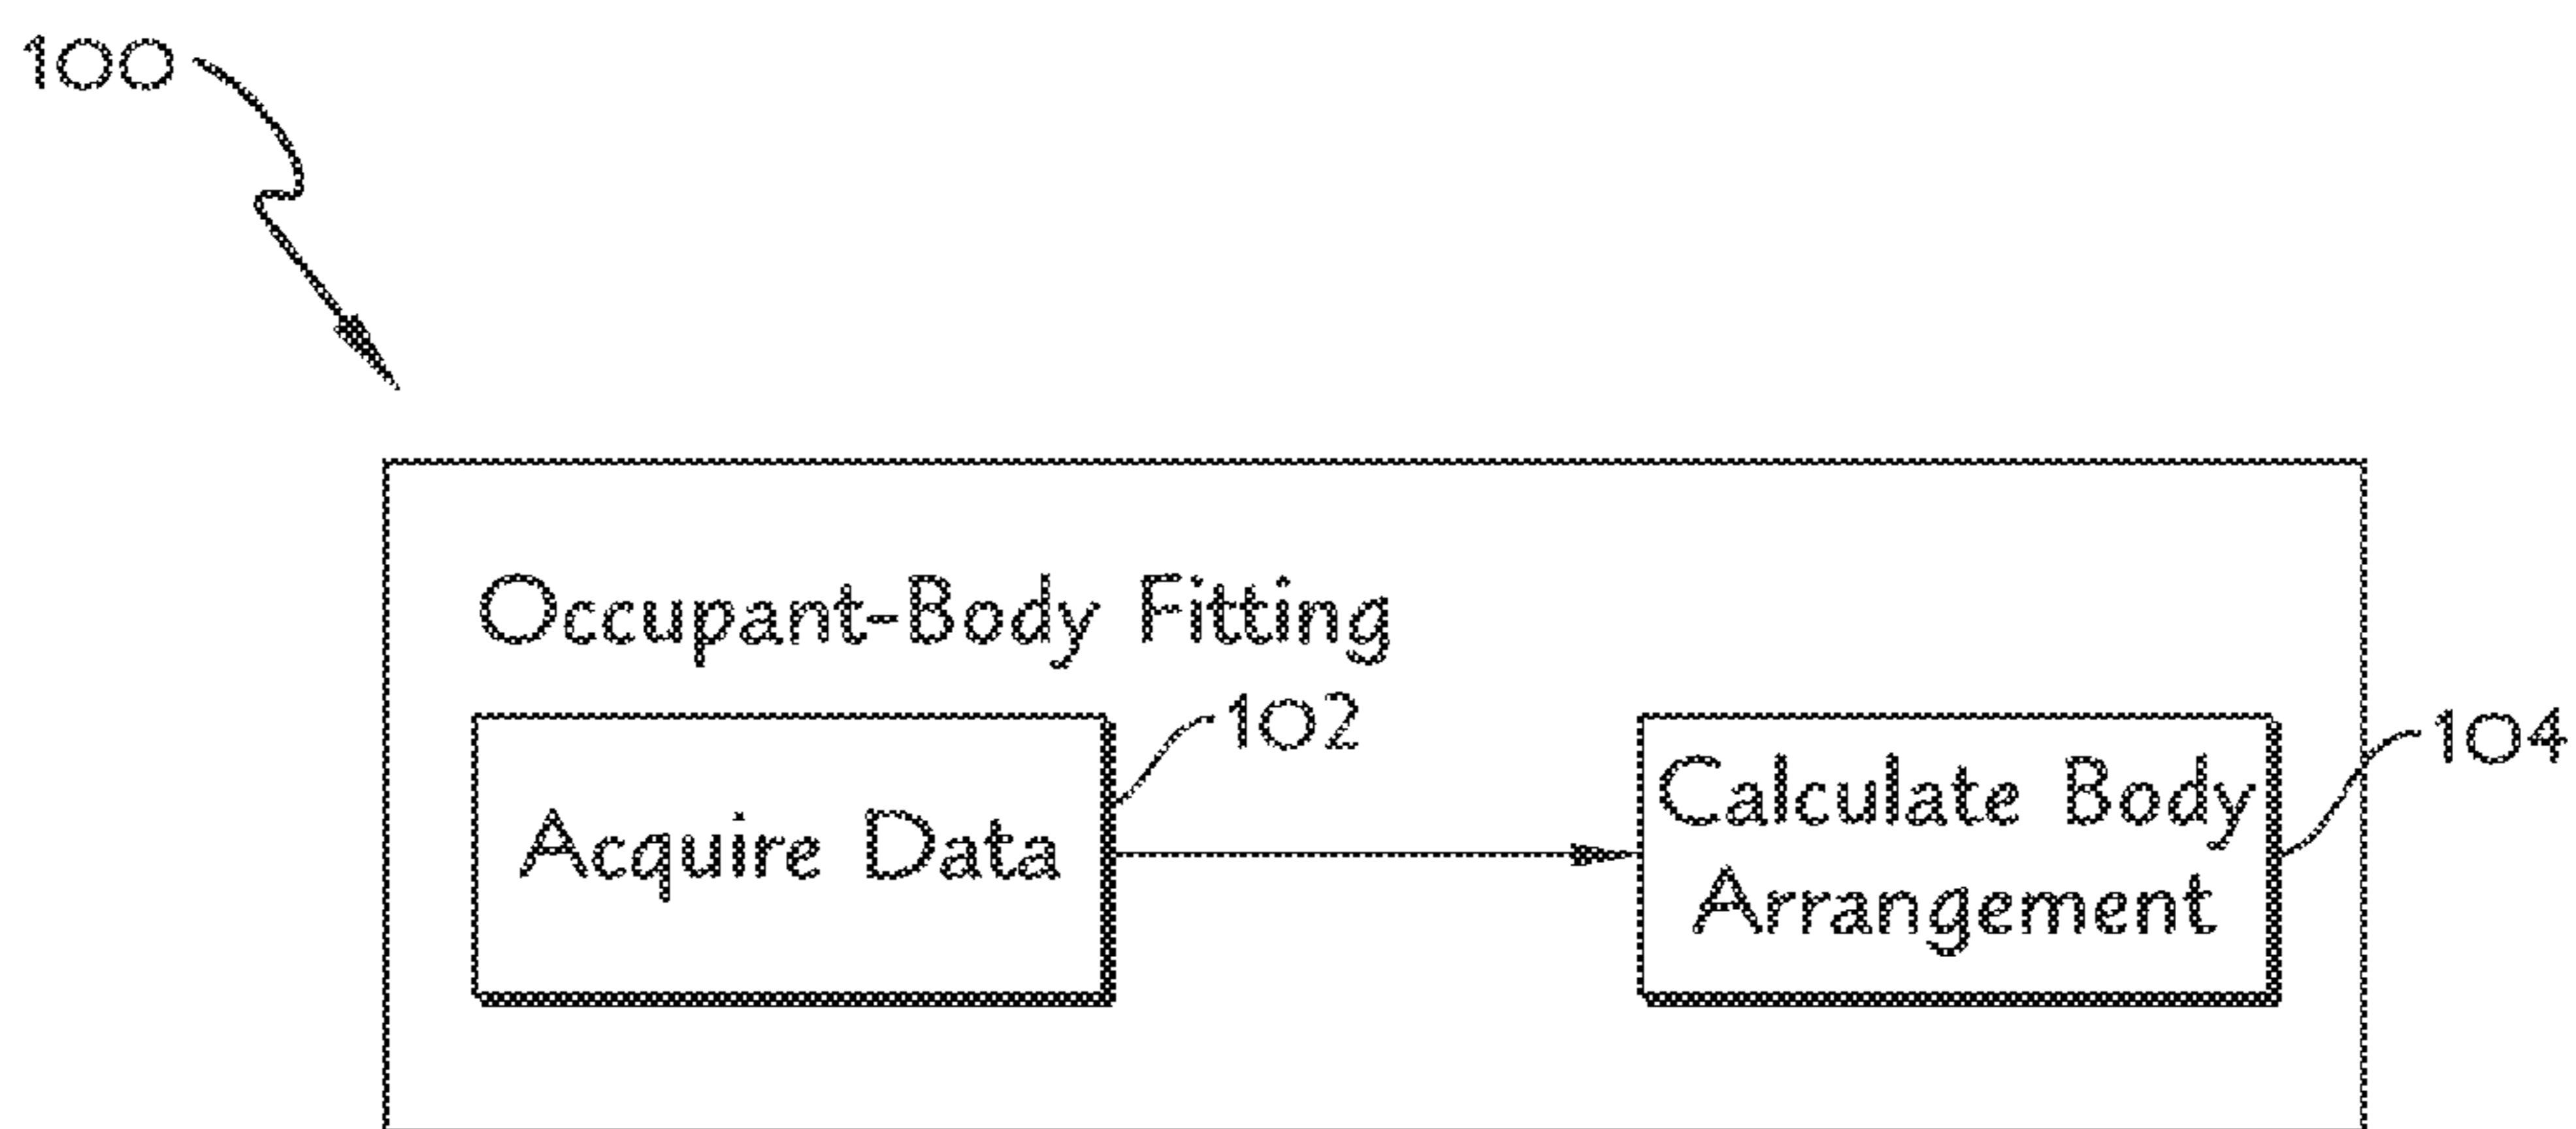 100
Occupant-Body Fitting
102
104
Acquire Data
Calculate Body
Arrangement